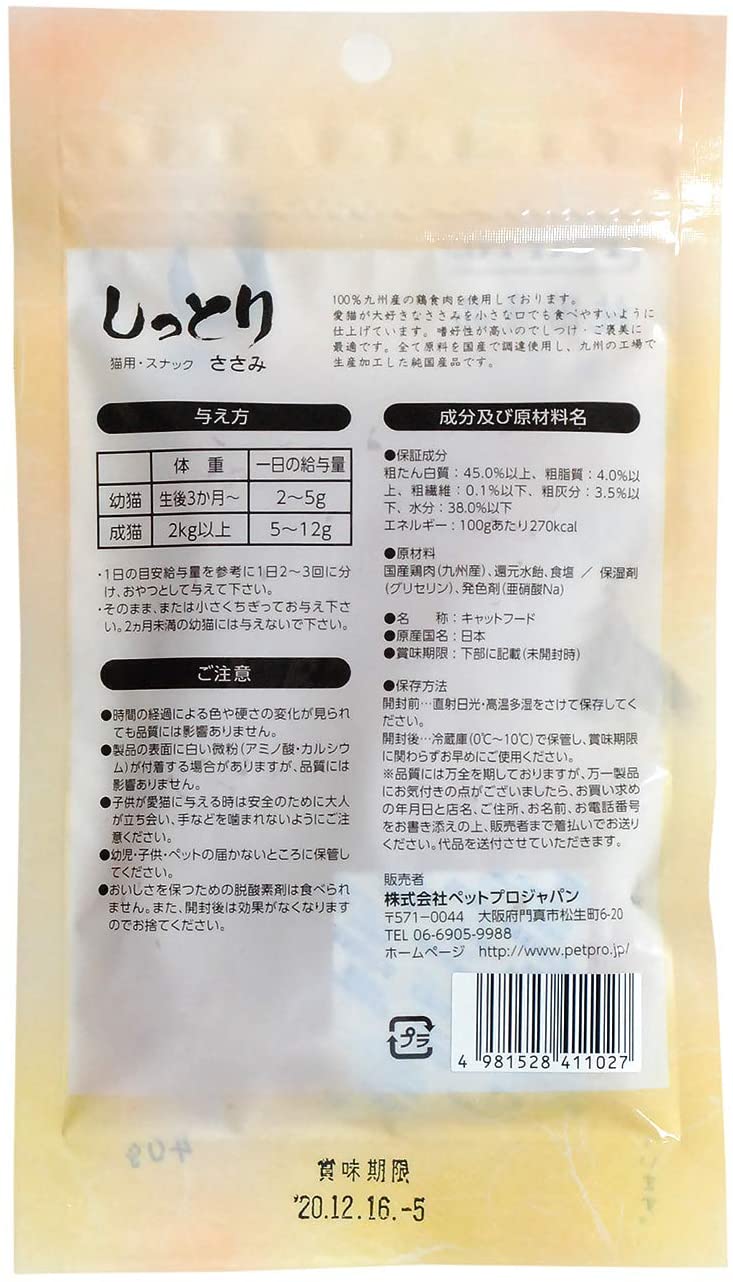 しっとり
猫用・スナック ささみ
100%九州産の鶏食肉を使用しております。
愛猫が大好きなささみを小さな口でも食べやすいように
仕上げています。嗜好性が高いのでしつけ・ご褒美に
最適です。全て原料を国産で調達使用し、九州の工場で
生産加工した純国産品です。
与え方
体 重 一日の給与量
幼猫 生後3か月〜 2〜5g
成猫 2kg以上 5〜12g
・1日の目安給与量を参考に1日2〜3回に分
け、おやつとして与えて下さい。
・そのまま、または小さくちぎってお与え下さ
い。2ヵ月未満の幼猫には与えないで下さい。
ご注意
●時間の経過による色や硬さの変化が見られ
ても品質には影響ありません。
●製品の表面に白い微粉(アミノ酸・カルシウ
ム)が付着する場合がありますが、品質には
影響ありません。
●子供が愛猫に与える時は安全のために大人
が立ち会い、手などを噛まれないようにご注
意ください。
●幼児・子供・ペットの届かないところに保管し
てください。
●おいしさを保つための脱酸素剤は食べられ
ません。また、開封後は効果がなくなります
のでお捨てください。
成分及び原材料名
●保証成分
粗たん白質：45.0%以上、粗脂質：4.0%以
上、粗繊維：0.1%以下、粗灰分：3.5%以
下、水分：38.0%以下
エネルギー：100gあたり270kcal
●原材料
国産鶏肉(九州産)、還元水飴、食塩 ／ 保湿剤
(グリセリン)、発色剤(亜硝酸Na)
●名 称：キャットフード
●原産国名：日本
●賞味期限：下部に記載(未開封時)
●保存方法
開封前…直射日光・高温多湿をさけて保存してく
ださい。
開封後…冷蔵庫(0℃〜10℃)で保管し、賞味期限
に関わらずお早めにご使用ください。
※品質には万全を期しておりますが、万一製品
にお気付きの点がございましたら、お買い求め
の年月日と店名、ご住所、お名前、お電話番号
をお書き添えの上、販売者まで着払いでお送り
ください。代品を送付させていただきます。
販売者
株式会社ペットプロジャパン
〒571－0044 大阪府門真市松生町6-20
TEL 06-6905-9988
ホームページ http://www.petpro.jp/
プラ
4 981528 411027
40g
います。
賞味期限
'20.12.16.-5